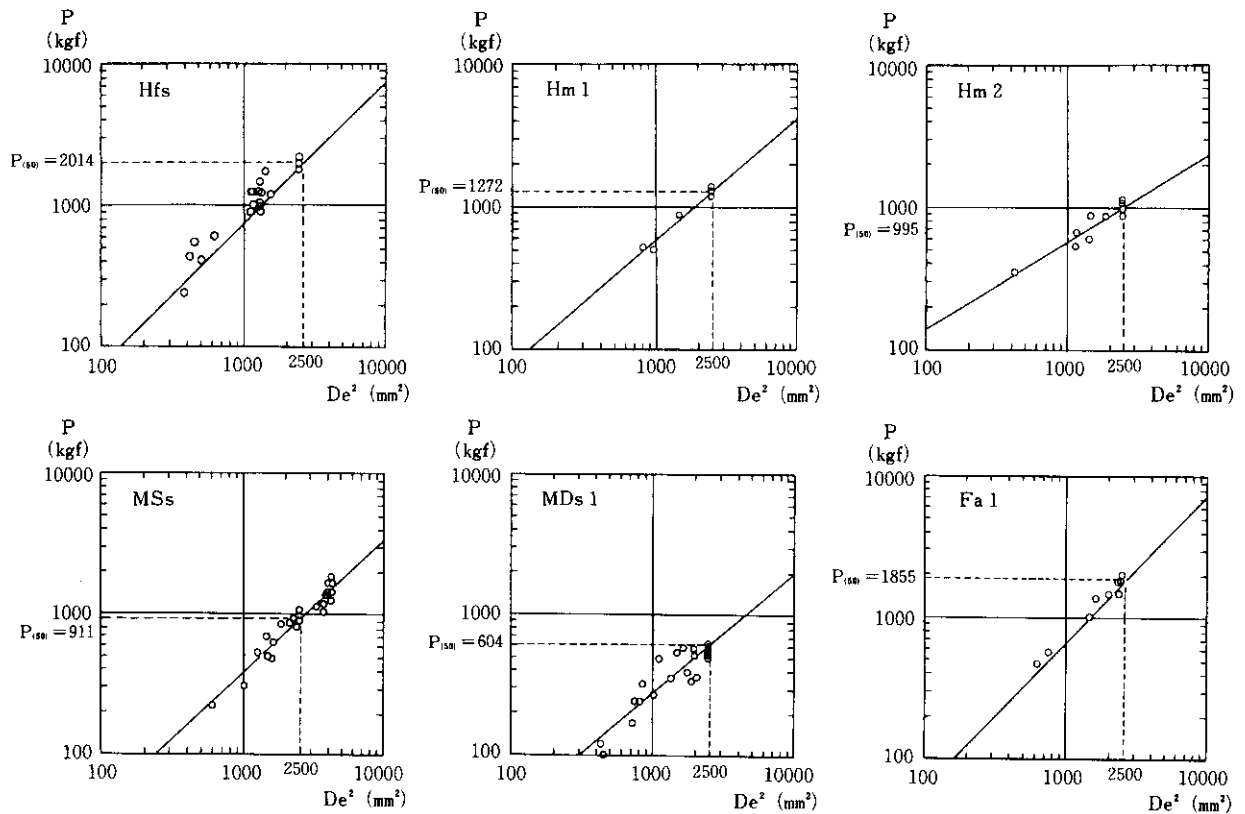 P
(kgf)
10000
Hfs
P₍₅₀₎ = 2014
1000
100
100 1000 2500 10000
De² (mm²)
P
(kgf)
10000
Hm 1
P₍₅₀₎ = 1272
1000
100
100 1000 2500 10000
De² (mm²)
P
(kgf)
10000
Hm 2
1000
P₍₅₀₎ = 995
100
100 1000 2500 10000
De² (mm²)
P
(kgf)
10000
MSs
1000
P₍₅₀₎ = 911
100
100 1000 2500 10000
De² (mm²)
P
(kgf)
10000
MDs 1
1000
P₍₅₀₎ = 604
100
100 1000 2500 10000
De² (mm²)
P
(kgf)
10000
Fa 1
P₍₅₀₎ = 1855
1000
100
100 1000 2500 10000
De² (mm²)